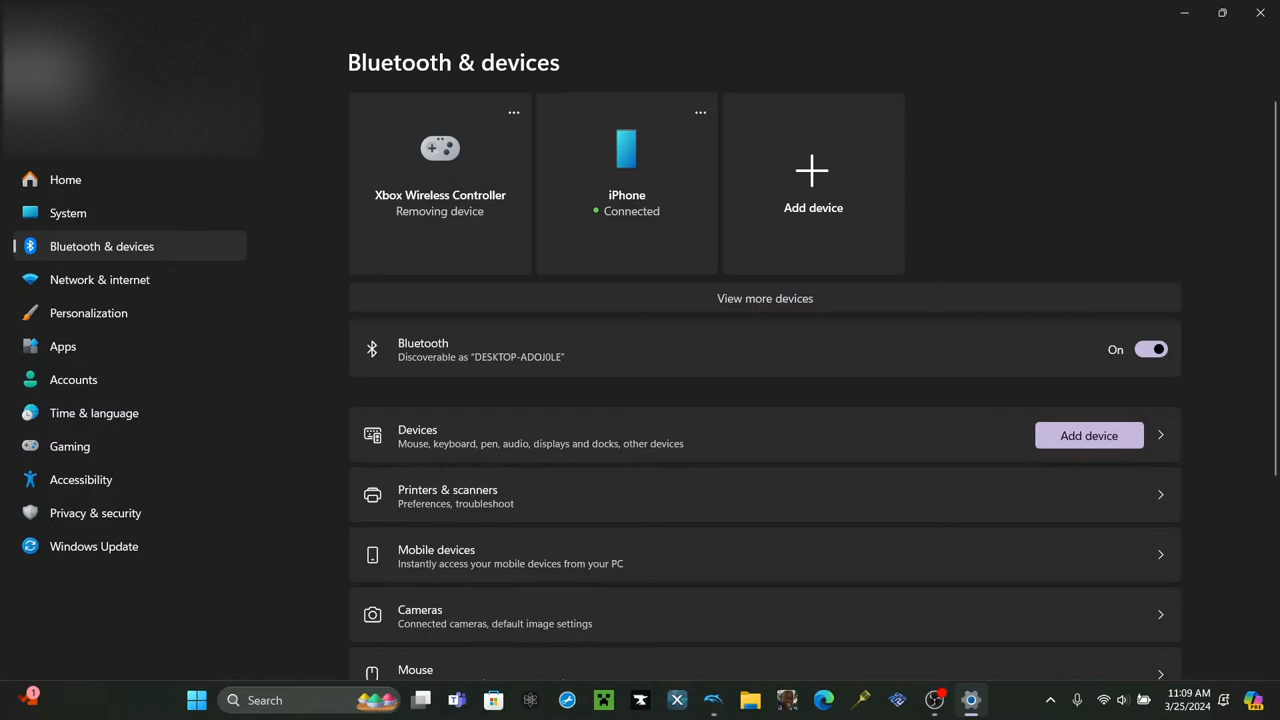 Bluetooth & devices
Xbox Wireless Controller
Removing device
iPhone
Connected
Add device
Home
System
Bluetooth & devices
Network & internet
Personalization
Apps
Accounts
Time & language
Gaming
Accessibility
Privacy & security
Windows Update
View more devices
Bluetooth
Discoverable as "DESKTOP-ADOJ0LE"
On
Devices
Mouse, keyboard, pen, audio, displays and docks, other devices
Add device
Printers & scanners
Preferences, troubleshoot
Mobile devices
Instantly access your mobile devices from your PC
Cameras
Connected cameras, default image settings
Mouse
1
Search
11:09 AM
3/25/2024